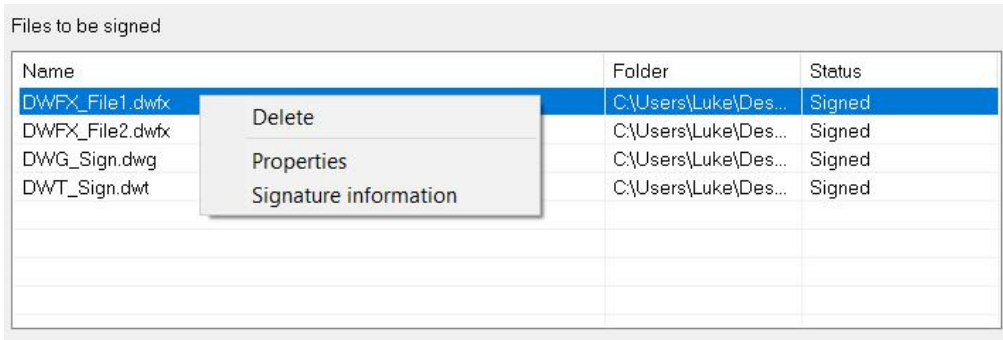 Files to be signed
Name Folder Status
DWFX_File1.dwfx C:\Users\Luke\Des... Signed
DWFX_File2.dwfx C:\Users\Luke\Des... Signed
DWG_Sign.dwg C:\Users\Luke\Des... Signed
DWT_Sign.dwt C:\Users\Luke\Des... Signed
Delete
Properties
Signature information